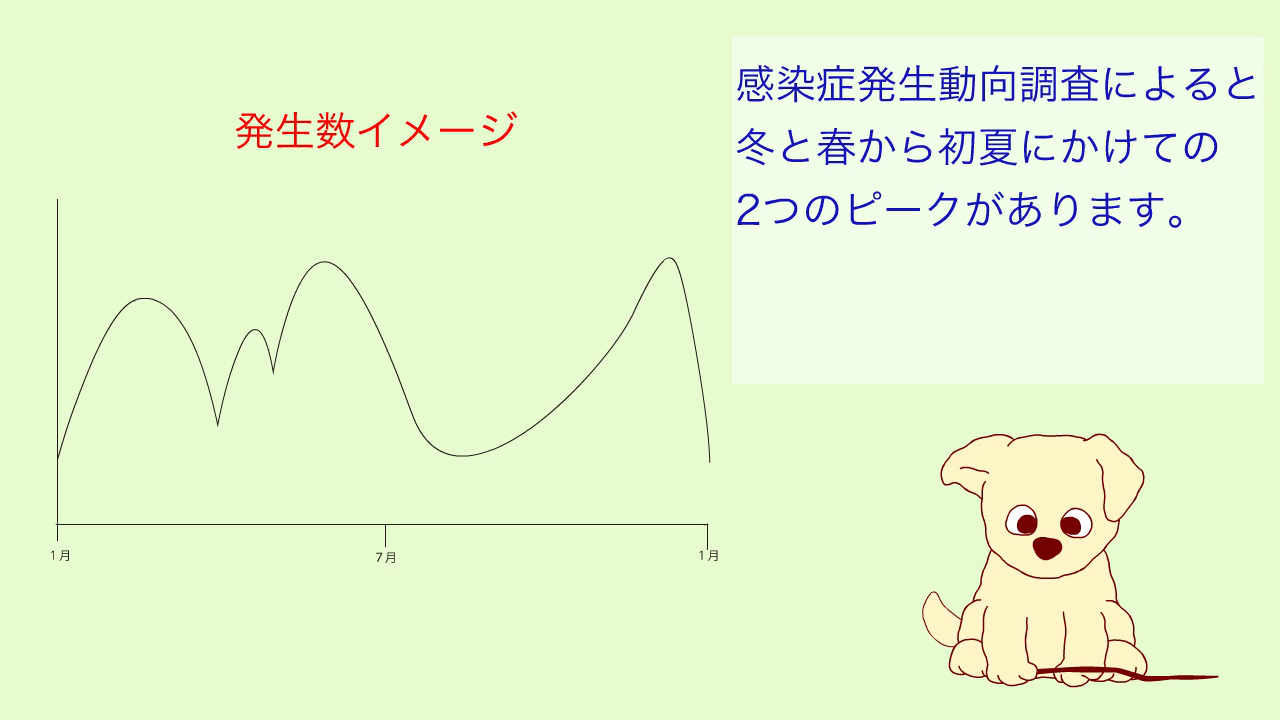 発生数イメージ
感染症発生動向調査によると
冬と春から初夏にかけての
2つのピークがあります。
1月
7月
1月